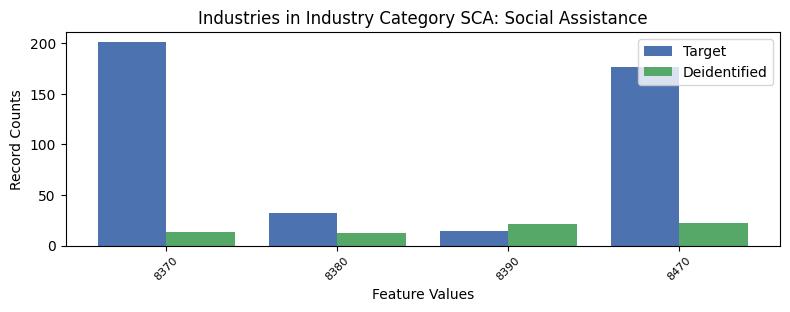 Industries in Industry Category SCA: Social Assistance
Target
Deidentified
Record Counts
200
150
100
50
0
8370
8380
8390
8470
Feature Values